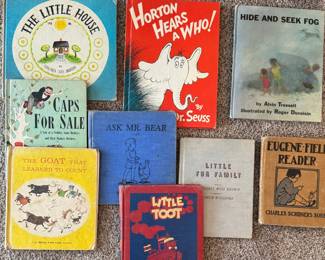 THE LITTLE HOUSE
HORTON
HEARS
A WHO!
By
Dr. Seuss
HIDE AND SEEK FOG
by Alvin Tresselt
illustrated by Roger Duvoisin
CAPS
FOR SALE
ASK MR. BEAR
THE GOAT THAT
LEARNED TO COUNT
LITTLE
FUR FAMILY
LITTLE
TOOT
EUGENE FIELD
READER
CHARLES SCRIBNER'S SONS